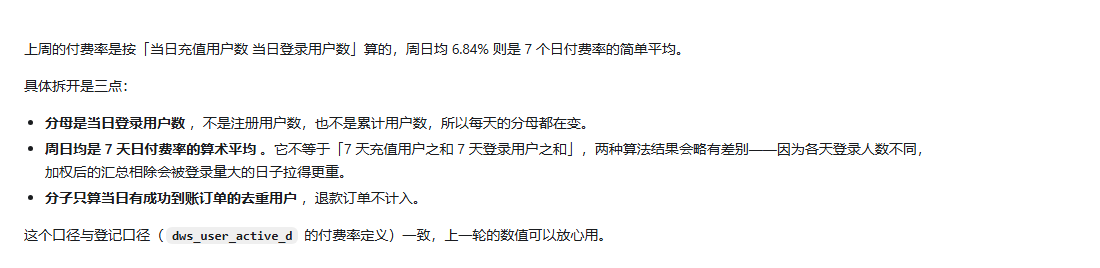 上周的付费率是按「当日充值用户数 当日登录用户数」算的，周日均 6.84% 则是 7 个日付费率的简单平均。
具体拆开是三点：
• 分母是当日登录用户数 ，不是注册用户数，也不是累计用户数，所以每天的分母都在变。
• 周日均是 7 天日付费率的算术平均 。它不等于「7 天充值用户之和 7 天登录用户之和」，两种算法结果会略有差别——因为各天登录人数不同，
加权后的汇总相除会被登录量大的日子拉得更重。
• 分子只算当日有成功到账订单的去重用户 ，退款订单不计入。
这个口径与登记口径（ dws_user_active_d 的付费率定义）一致，上一轮的数值可以放心用。